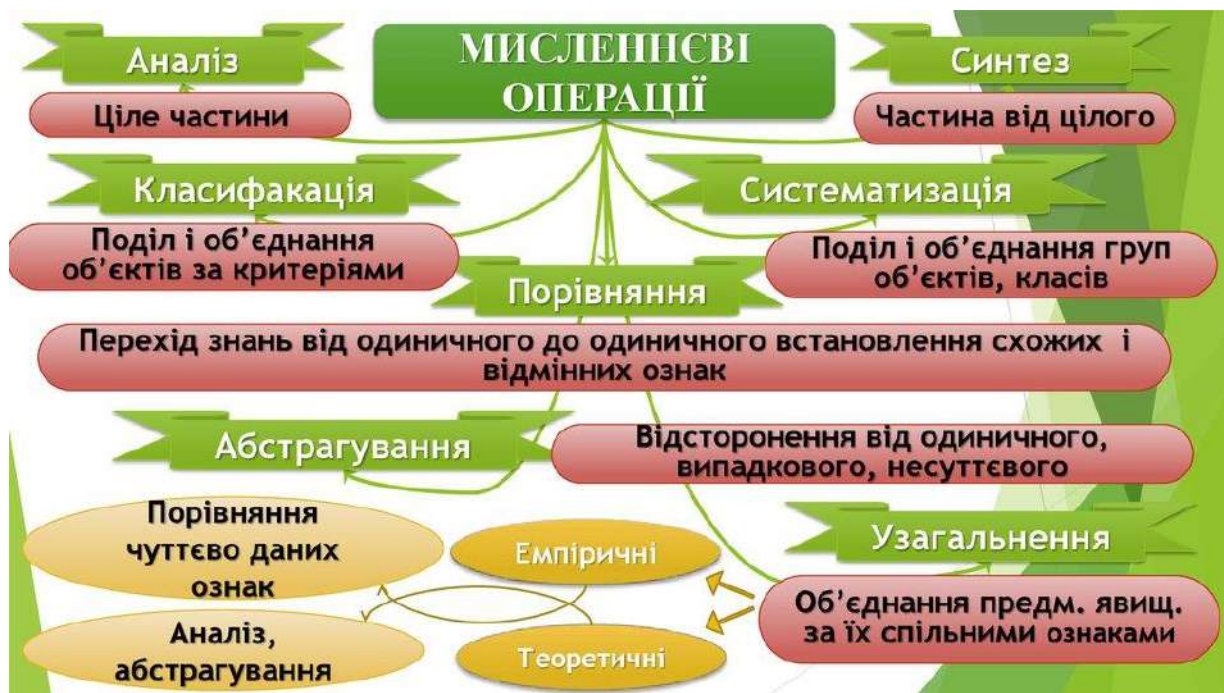 МИСЛЕННЄВІ
ОПЕРАЦІЇ
Аналіз
Ціле частини
Синтез
Частина від цілого
Класифакація
Поділ і об’єднання
об’єктів за критеріями
Систематизація
Поділ і об’єднання груп
об’єктів, класів
Порівняння
Перехід знань від одиничного до одиничного встановлення схожих і
відмінних ознак
Абстрагування
Відсторонення від одиничного,
випадкового, несуттєвого
Узагальнення
Об’єднання предм. явищ.
за їх спільними ознаками
Емпіричні
Теоретичні
Порівняння
чуттєво даних
ознак
Аналіз,
абстрагування